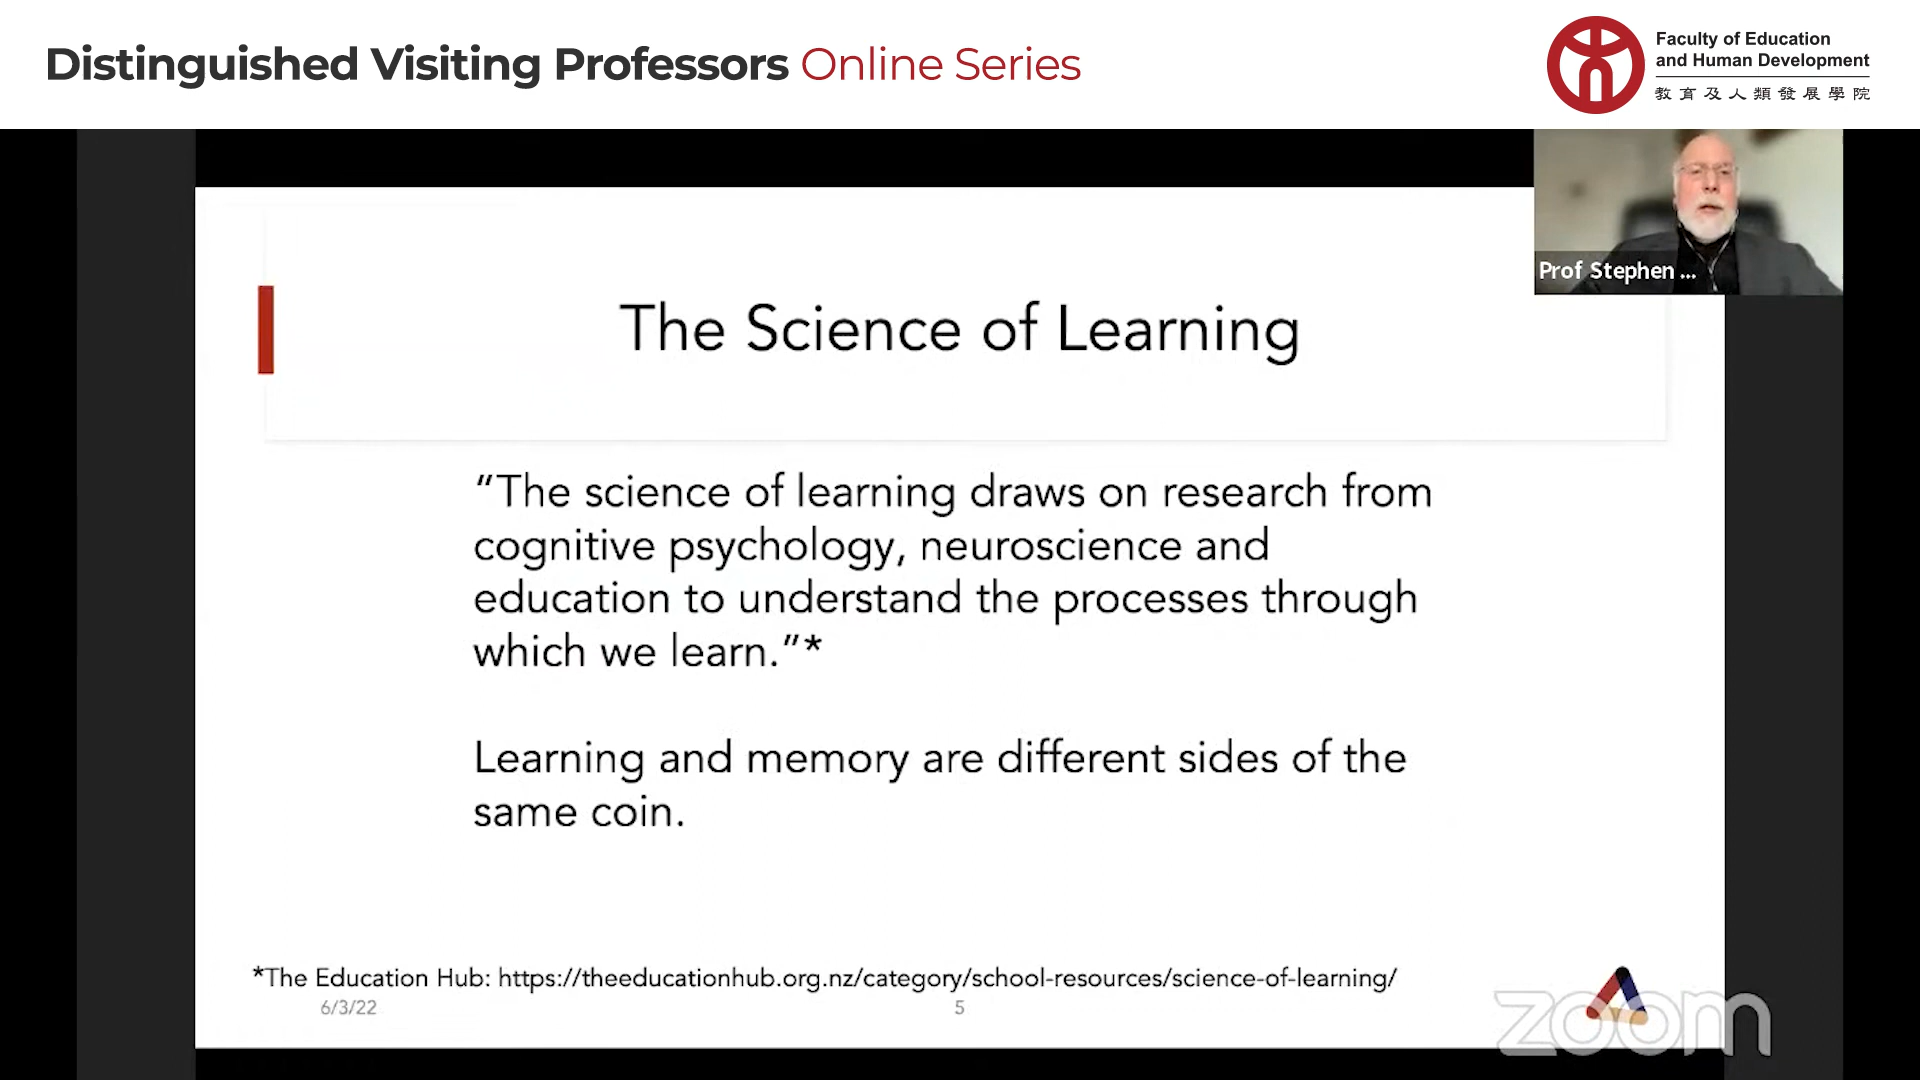 Distinguished Visiting Professors Online Series
Faculty of Education
and Human Development
教育及人類發展學院
Prof Stephen ...
The Science of Learning
“The science of learning draws on research from
cognitive psychology, neuroscience and
education to understand the processes through
which we learn.”*
Learning and memory are different sides of the
same coin.
*The Education Hub: https://theeducationhub.org.nz/category/school-resources/science-of-learning/
6/3/22
5
zoom